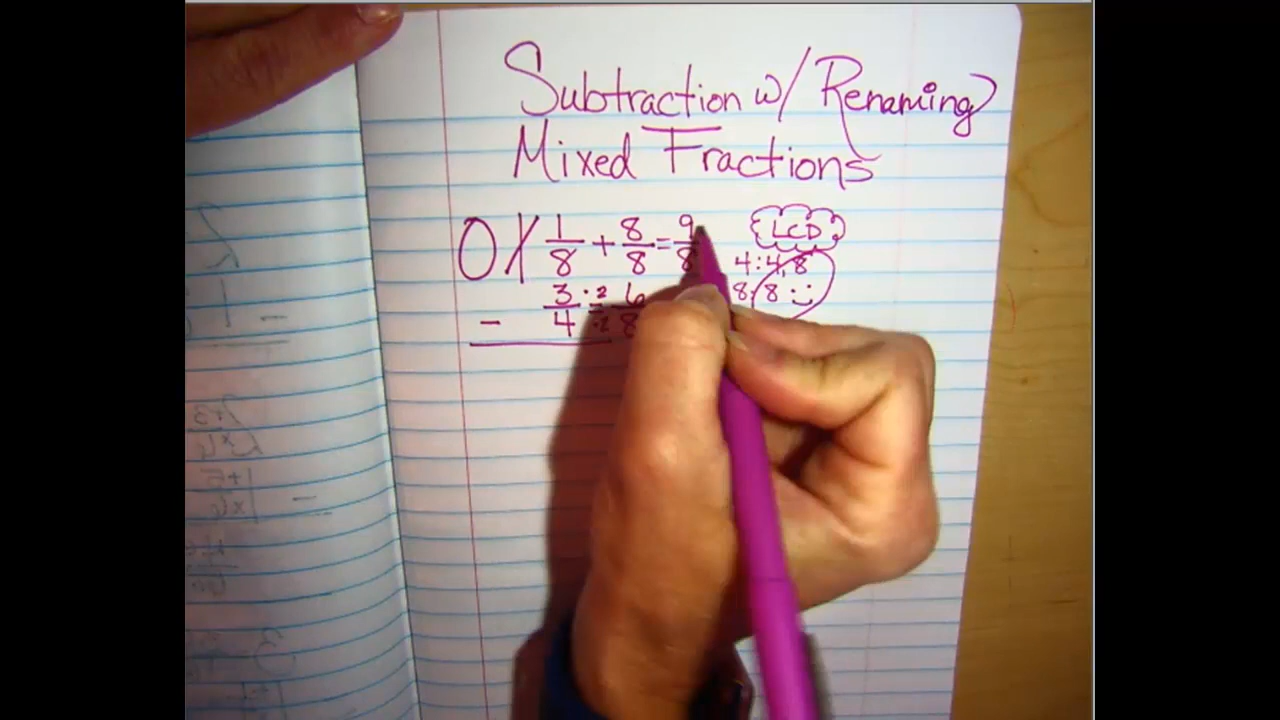 Subtraction w/ Renaming
Mixed Fractions
0 1 1/8 + 8/8 = 9/8
LCD
4: 4, 8
8: 8
- 3/4 ·2/·2 = 6/8